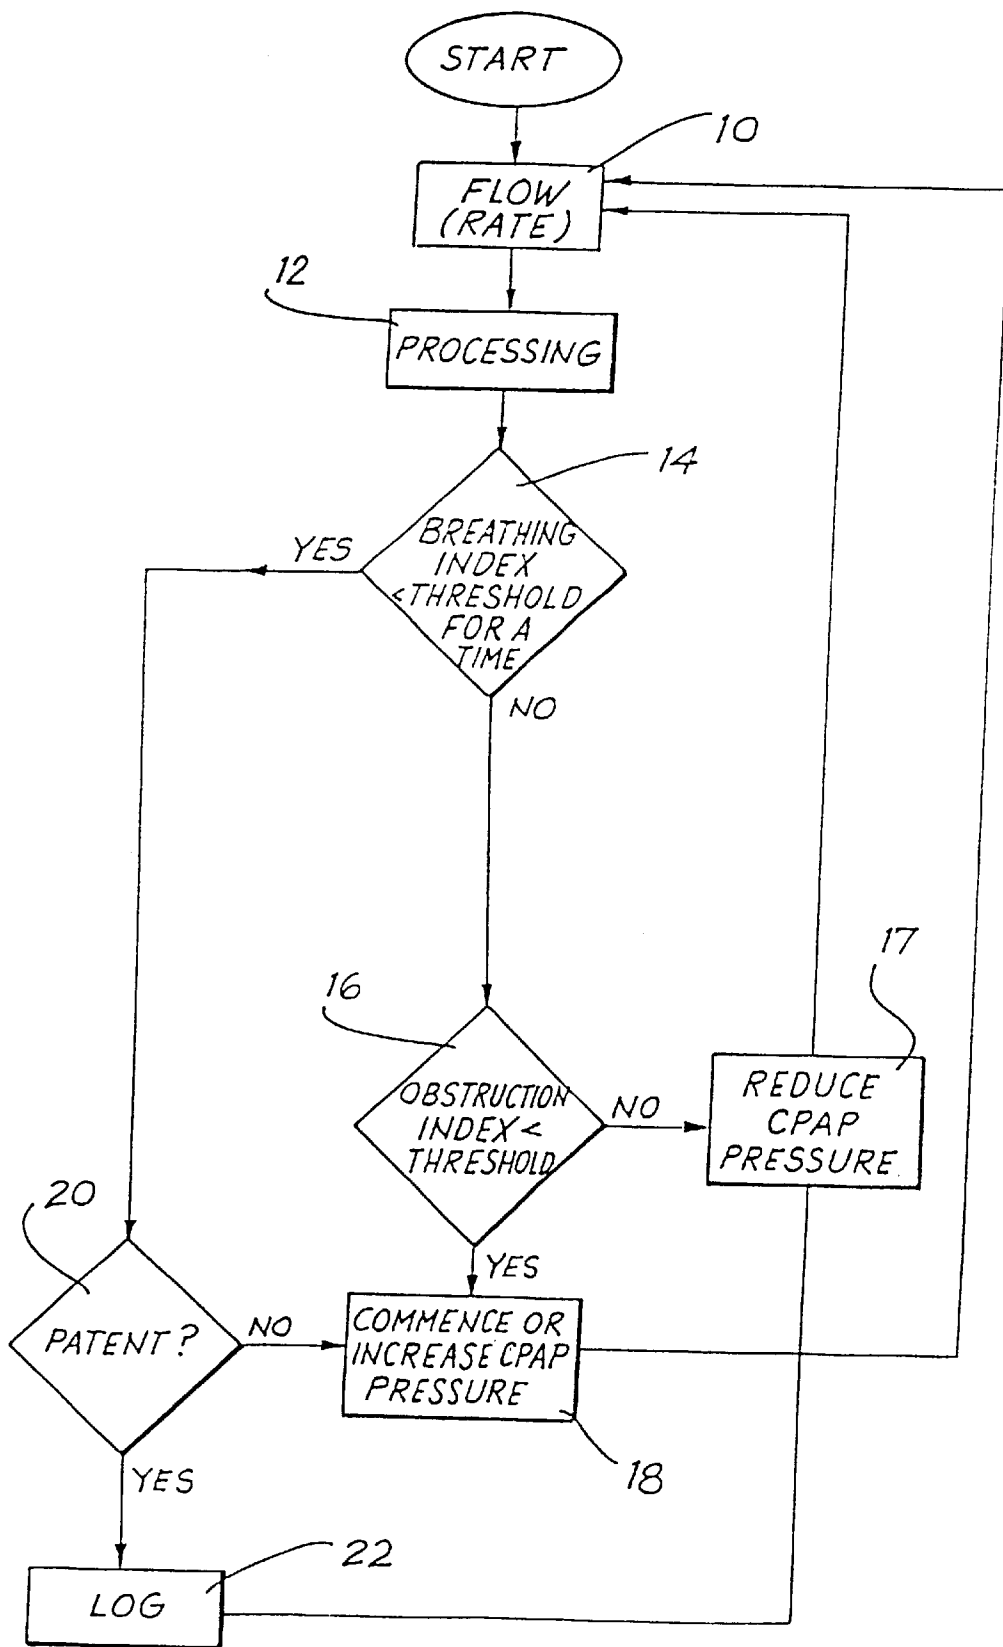 START
10
FLOW
(RATE)
12
PROCESSING
14
BREATHING
INDEX
<THRESHOLD
FOR A
TIME
YES
NO
16
OBSTRUCTION
INDEX <
THRESHOLD
NO
17
REDUCE
CPAP
PRESSURE
YES
20
PATENT?
NO
COMMENCE OR
INCREASE CPAP
PRESSURE
18
YES
LOG
22